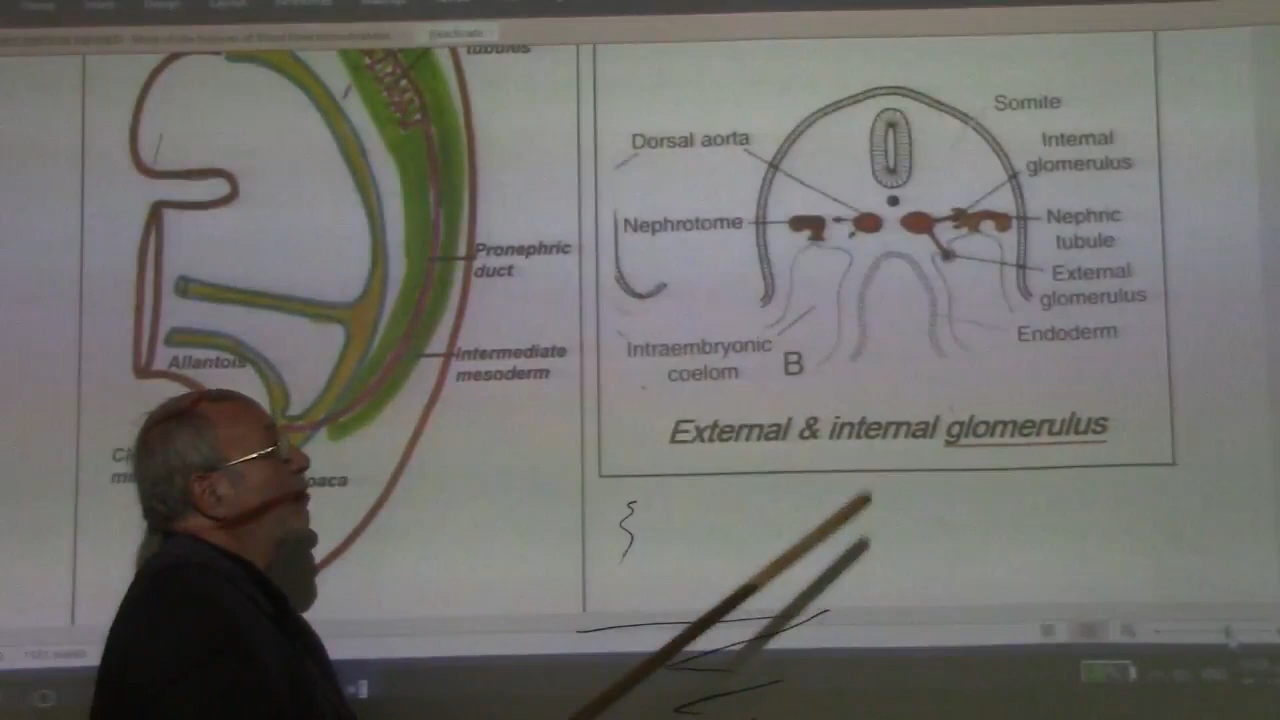 tubules
Pronephric
duct
Intermediate
mesoderm
Allantois
Dorsal aorta
Somite
Internal
glomerulus
Nephrotome
Nephric
tubule
External
glomerulus
Endoderm
Intraembryonic
coelom
B
External & internal glomerulus